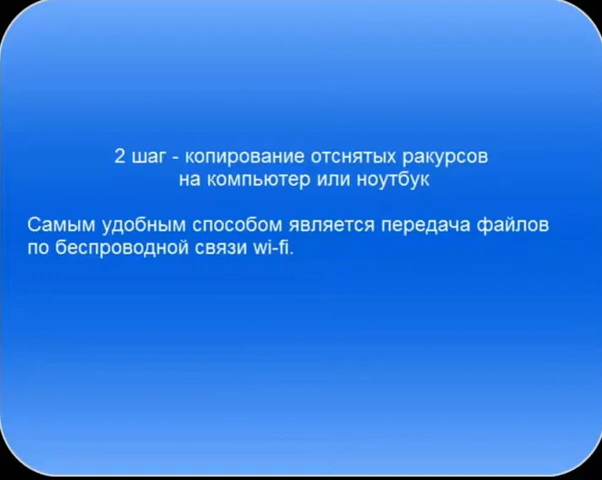 2 шаг - копирование отснятых ракурсов
на компьютер или ноутбук
Самым удобным способом является передача файлов
по беспроводной связи wi-fi.